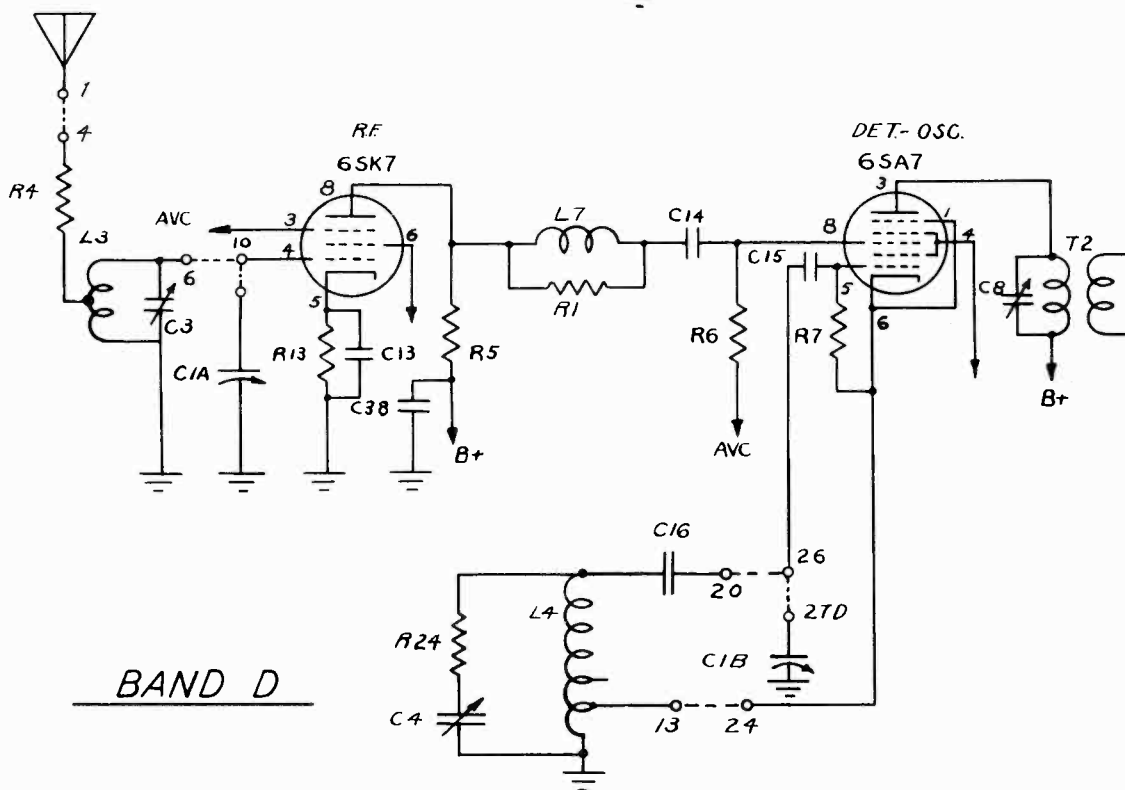 1
4
R4
L3
AVC
10
6
C3
C1A
R.F.
6SK7
8
3
4
6
5
R13
C13
C38
R5
B+
L7
R1
C14
R6
AVC
DET.-OSC.
6SA7
3
8
1
4
C15
5
6
R7
C8
T2
B+
C16
20
26
27D
C1B
L4
R24
C4
13
24
BAND D